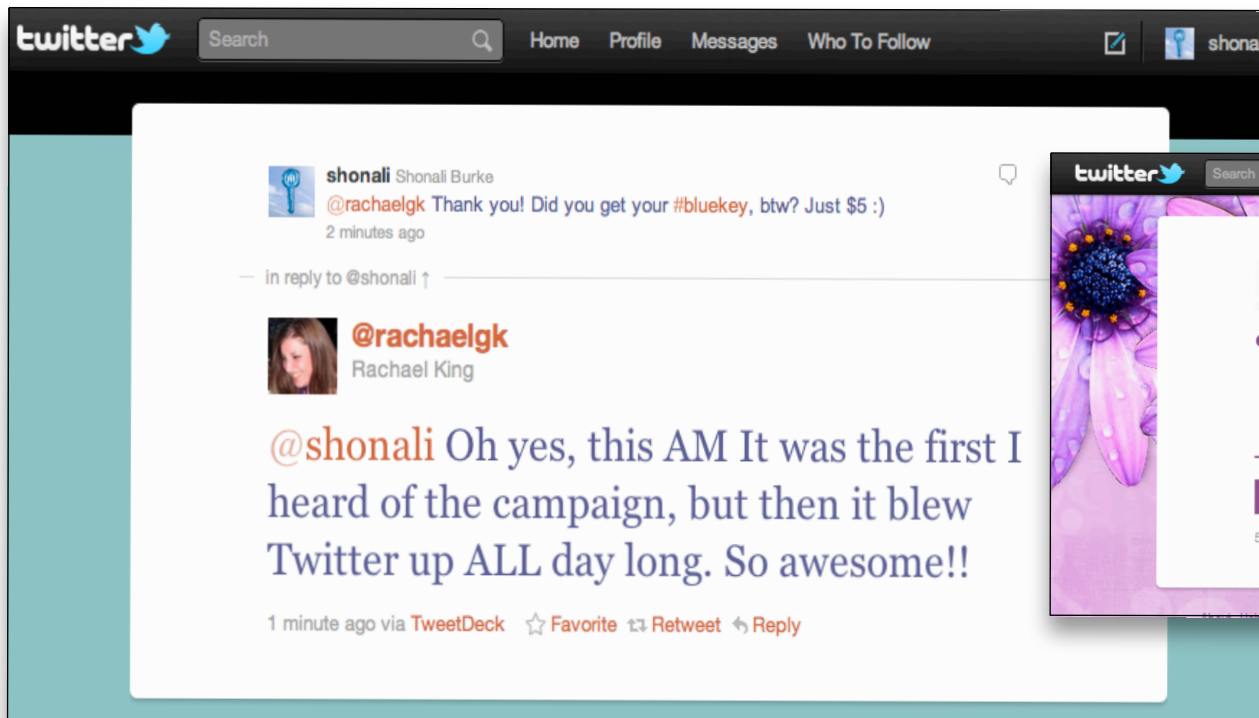 twitter Search Home Profile Messages Who To Follow shona
shonali Shonali Burke
@rachaelgk Thank you! Did you get your #bluekey, btw? Just $5 :)
2 minutes ago
in reply to @shonali ↑
@rachaelgk
Rachael King
@shonali Oh yes, this AM It was the first I
heard of the campaign, but then it blew
Twitter up ALL day long. So awesome!!
1 minute ago via TweetDeck Favorite Retweet Reply
twitter Search
5